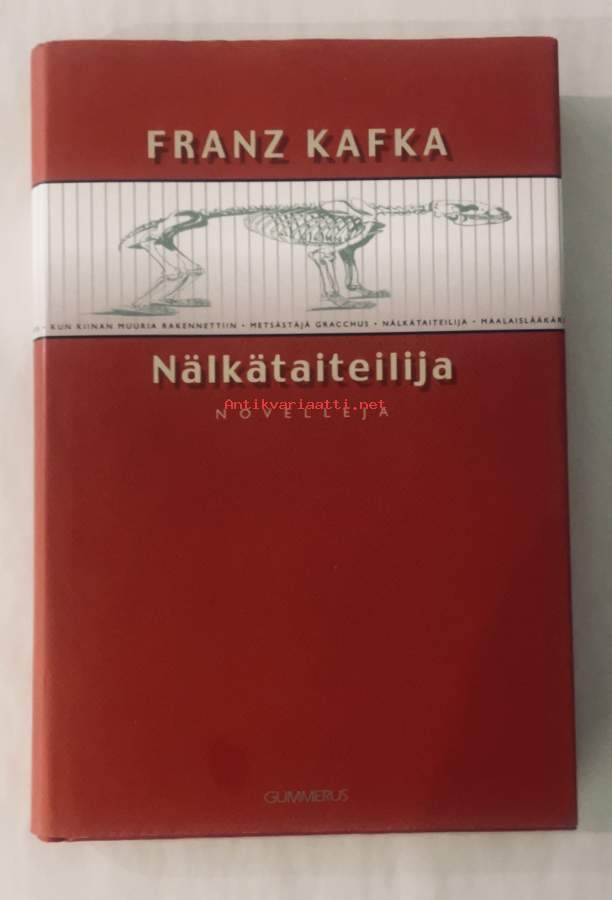 FRANZ KAFKA
• KUN KIINAN MUURIA RAKENNETTIIN • METSÄSTÄJÄ GRACCHUS • NÄLKÄTAITEILIJA • MAALAISLÄÄKÄRI
Nälkätaiteilija
Antikvariaatti.net
NOVELLEJA
GUMMERUS